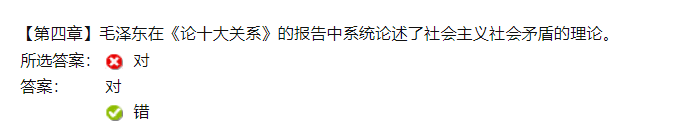 【第四章】毛泽东在《论十大关系》的报告中系统论述了社会主义社会矛盾的理论。
所选答案： 对
答案： 对
错